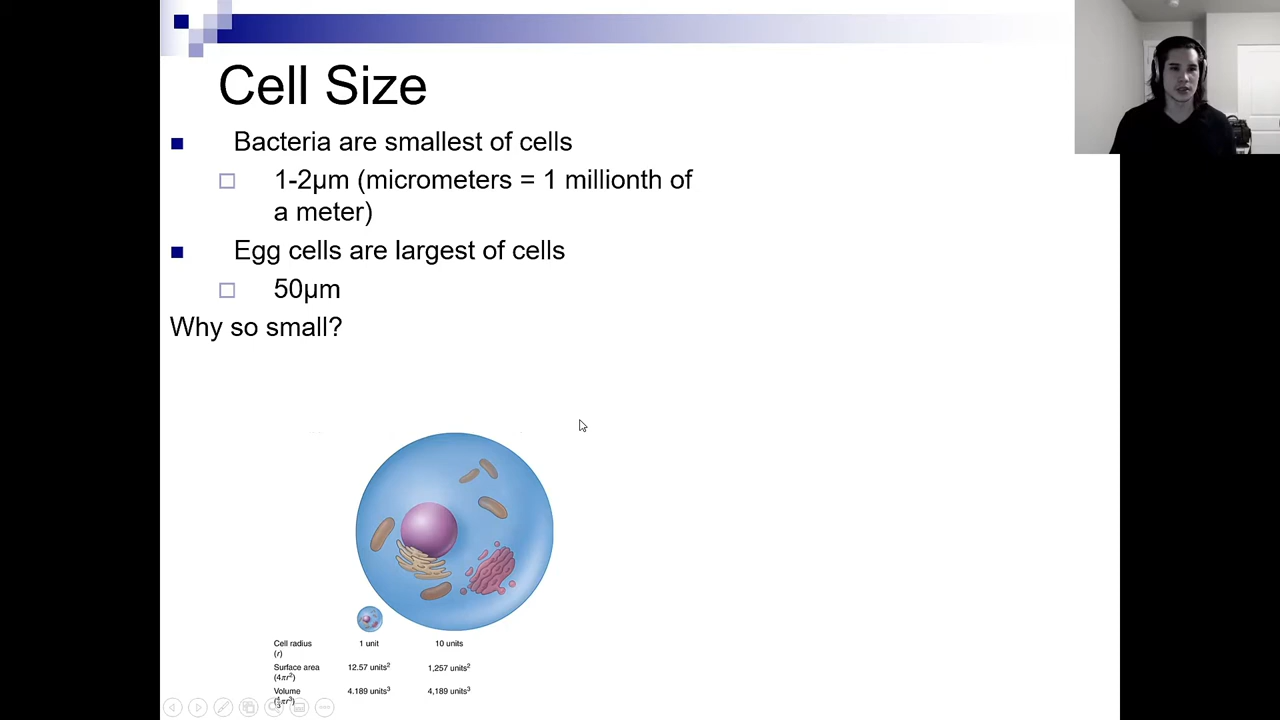 Cell Size
Bacteria are smallest of cells
1-2µm (micrometers = 1 millionth of
a meter)
Egg cells are largest of cells
50µm
Why so small?
Cell radius 1 unit 10 units
(r)
Surface area 12.57 units² 1,257 units²
(4πr²)
Volume 4.189 units³ 4,189 units³
(4/3πr³)